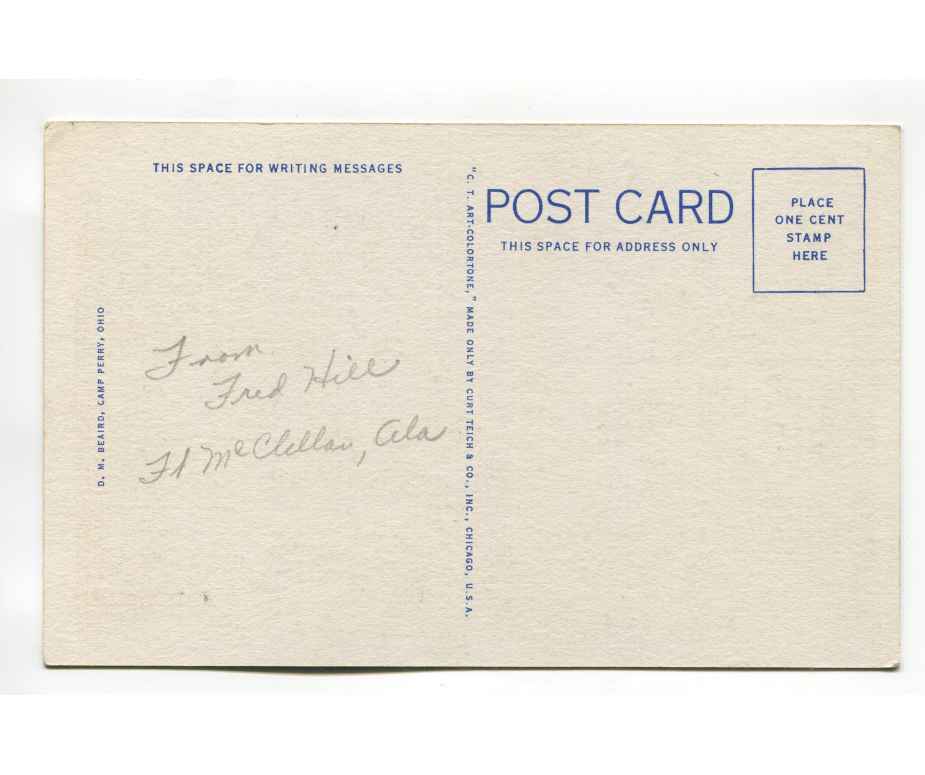 THIS SPACE FOR WRITING MESSAGES
D. M. BEAIRD, CAMP PERRY, OHIO
From
Fred Hill
Ft McClellan, Ala
"C. T. ART-COLORTONE," MADE ONLY BY CURT TEICH & CO., INC., CHICAGO, U.S.A.
POST CARD
THIS SPACE FOR ADDRESS ONLY
PLACE
ONE CENT
STAMP
HERE